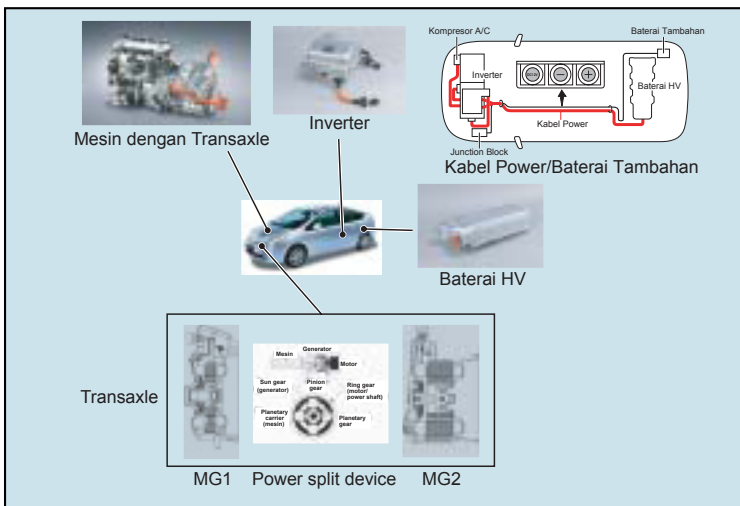 Kompresor A/C
Baterai Tambahan
Inverter
Baterai HV
Kabel Power
Junction Block
Kabel Power/Baterai Tambahan
Mesin dengan Transaxle
Inverter
Baterai HV
Transaxle
Generator
Mesin
Motor
Sun gear
(generator)
Pinion
gear
Ring gear
(motor/
power shaft)
Planetary
carrier
(mesin)
Planetary
gear
MG1
Power split device
MG2